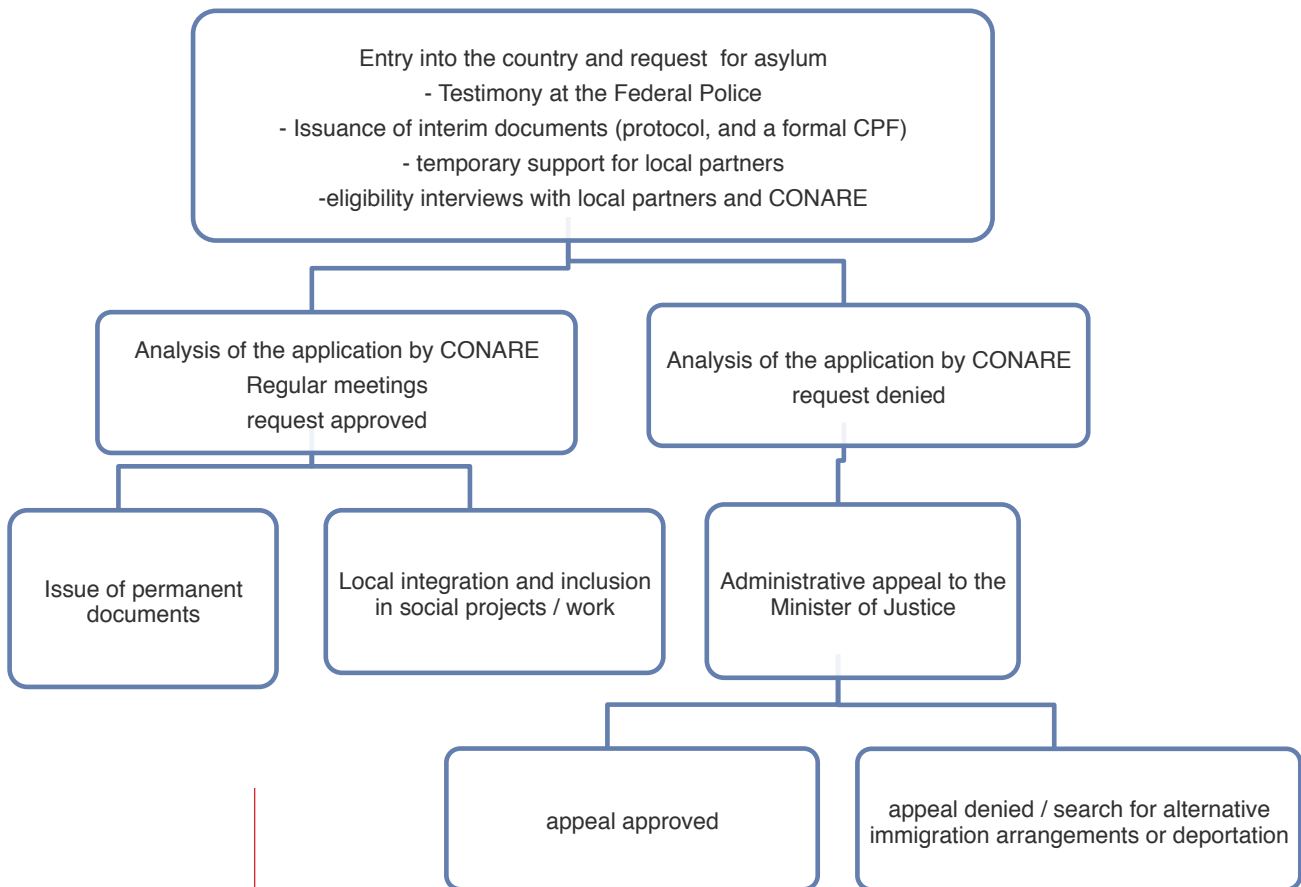 Entry into the country and request for asylum
- Testimony at the Federal Police
- Issuance of interim documents (protocol, and a formal CPF)
- temporary support for local partners
-eligibility interviews with local partners and CONARE
Analysis of the application by CONARE
Regular meetings
request approved
Analysis of the application by CONARE
request denied
Issue of permanent
documents
Local integration and inclusion
in social projects / work
Administrative appeal to the
Minister of Justice
appeal approved
appeal denied / search for alternative
immigration arrangements or deportation